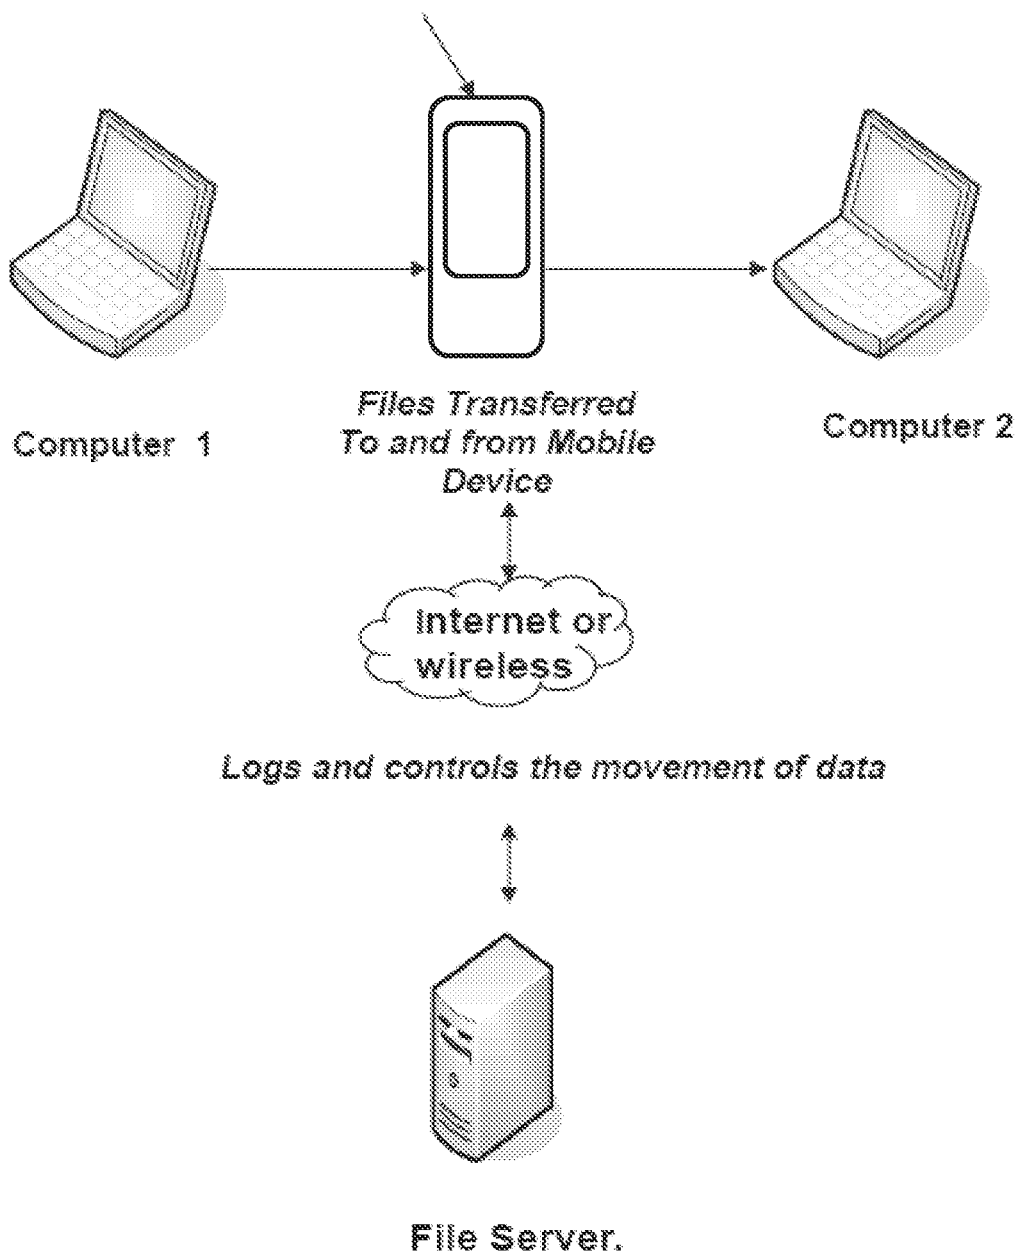 Files Transferred
To and from Mobile
Device
Computer 1
Computer 2
Internet or
wireless
Logs and controls the movement of data
File Server.